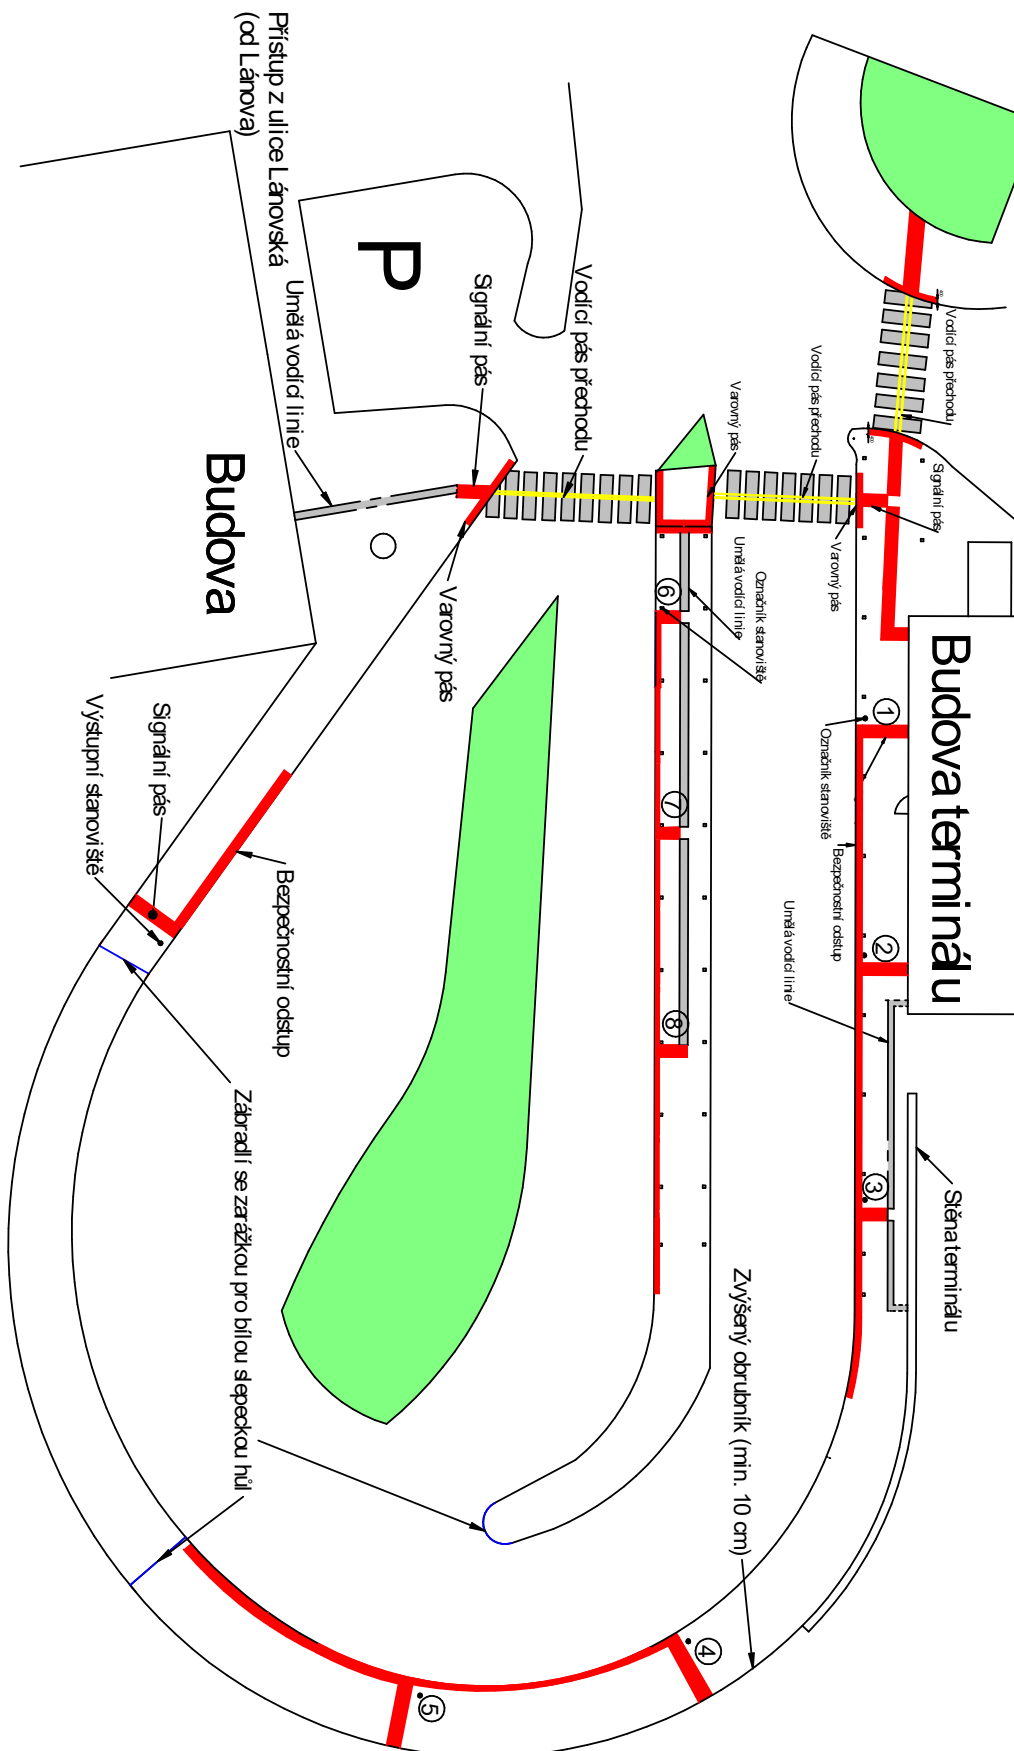 Přístup z ulice Lánovská
(od Lánova)
Umělá vodící linie
P
Signální pás
Vodící pás přechodu
Varovný pás
Vodící pás přechodu
Vodící pás přechodu
Signální pás
Varovný pás
Budova
Varovný pás
Označník stanoviště
Umělá vodící linie
6
7
8
Budova terminálu
1
Označník stanoviště
Bezpečnostní odstup
2
Umělá vodící linie
3
Stěna terminálu
Výstupní stanoviště
Signální pás
Bezpečnostní odstup
Zábradlí se zarážkou pro bílou slepeckou hůl
Zvýšený obrubník (min. 10 cm)
4
5